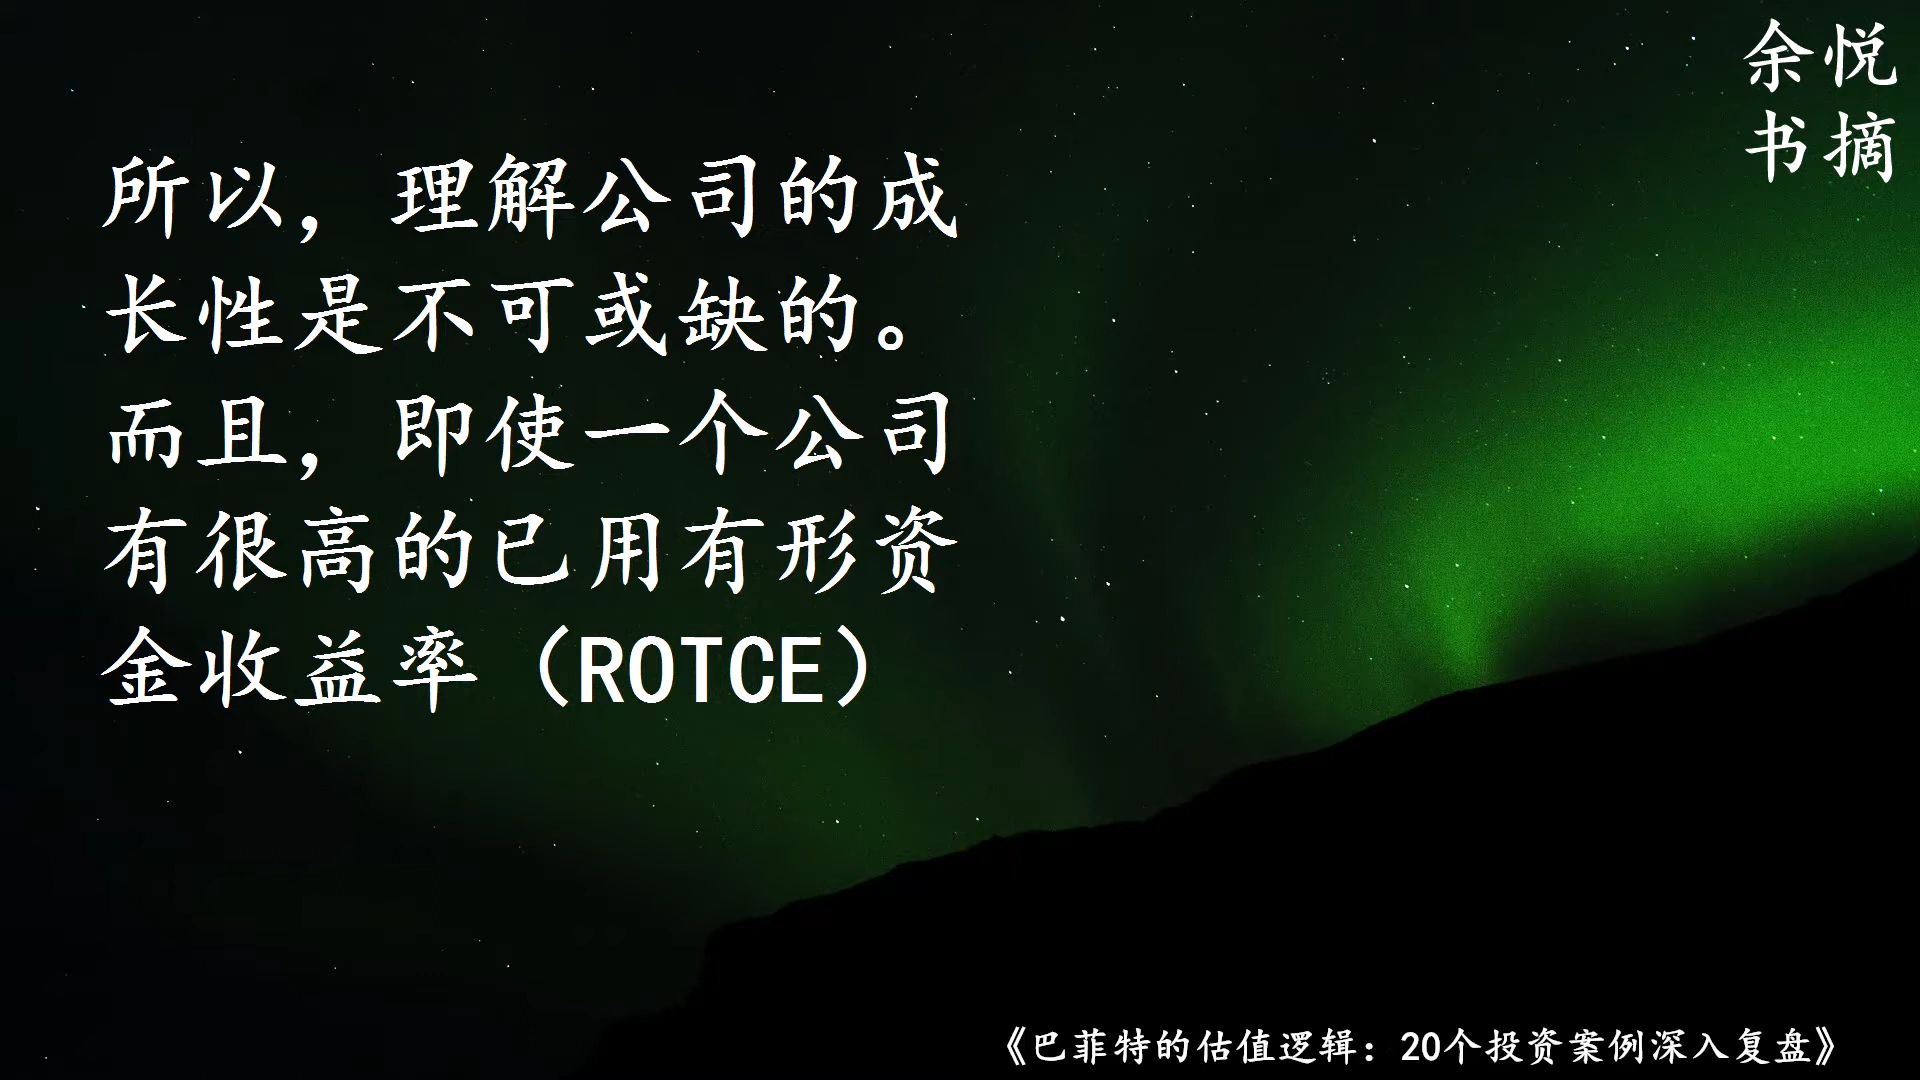 余悦
书摘
所以，理解公司的成
长性是不可或缺的。
而且，即使一个公司
有很高的已用有形资
金收益率（ROTCE）
《巴菲特的估值逻辑：20个投资案例深入复盘》